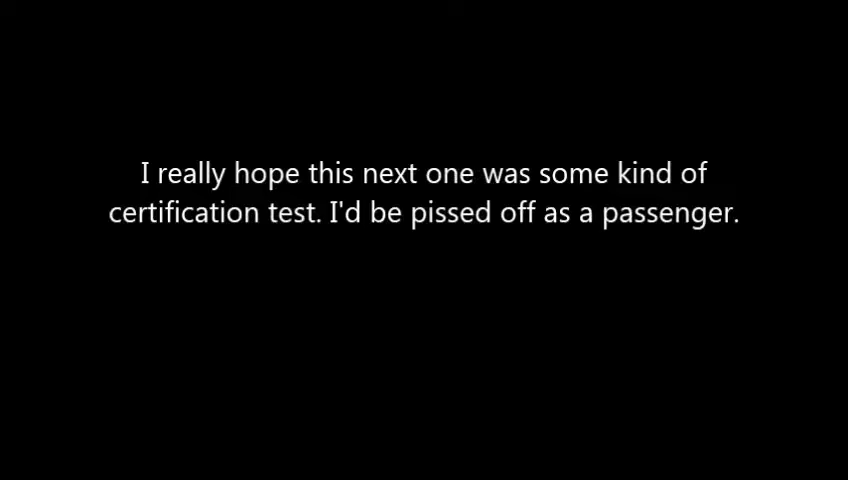 I really hope this next one was some kind of
certification test. I'd be pissed off as a passenger.